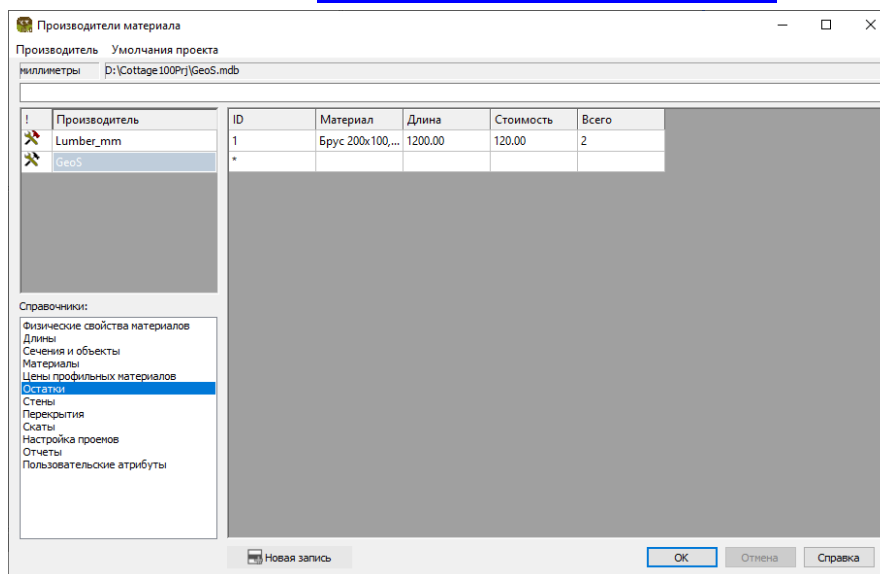 Производители материала
Производитель Умолчания проекта
миллиметры D:\Cottage100Prj\GeoS.mdb
! Производитель ID Материал Длина Стоимость Всего
Lumber_mm 1 Брус 200x100,... 1200.00 120.00 2
GeoS *
Справочники:
Физические свойства материалов
Длины
Сечения и объекты
Материалы
Цены профильных материалов
Остатки
Стены
Перекрытия
Скаты
Настройка проемов
Отчеты
Пользовательские атрибуты
Новая запись OK Отмена Справка